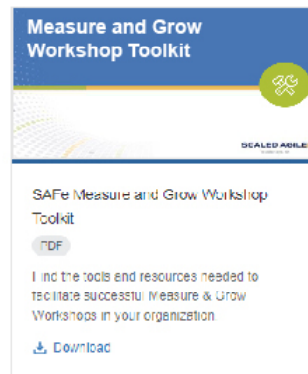 Measure and Grow
Workshop Toolkit
SCALED AGILE
SAFe Measure and Grow Workshop
Toolkit
PDF
Find the tools and resources needed to
facilitate successful Measure & Grow
Workshops in your organization
Download